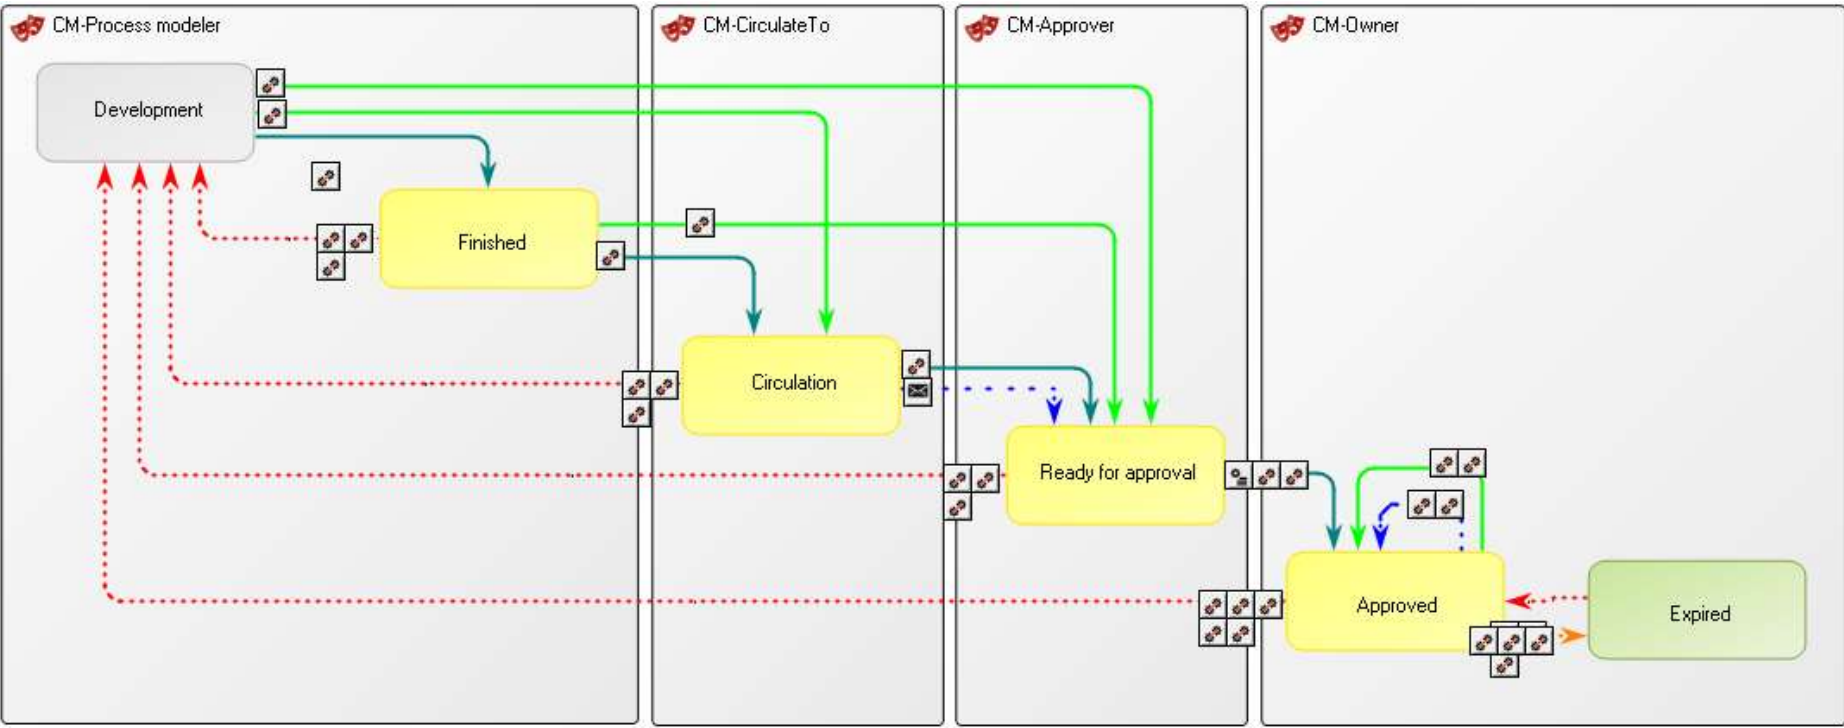 CM-Process modeler
CM-CirculateTo
CM-Approver
CM-Owner
Development
Finished
Circulation
Ready for approval
Approved
Expired